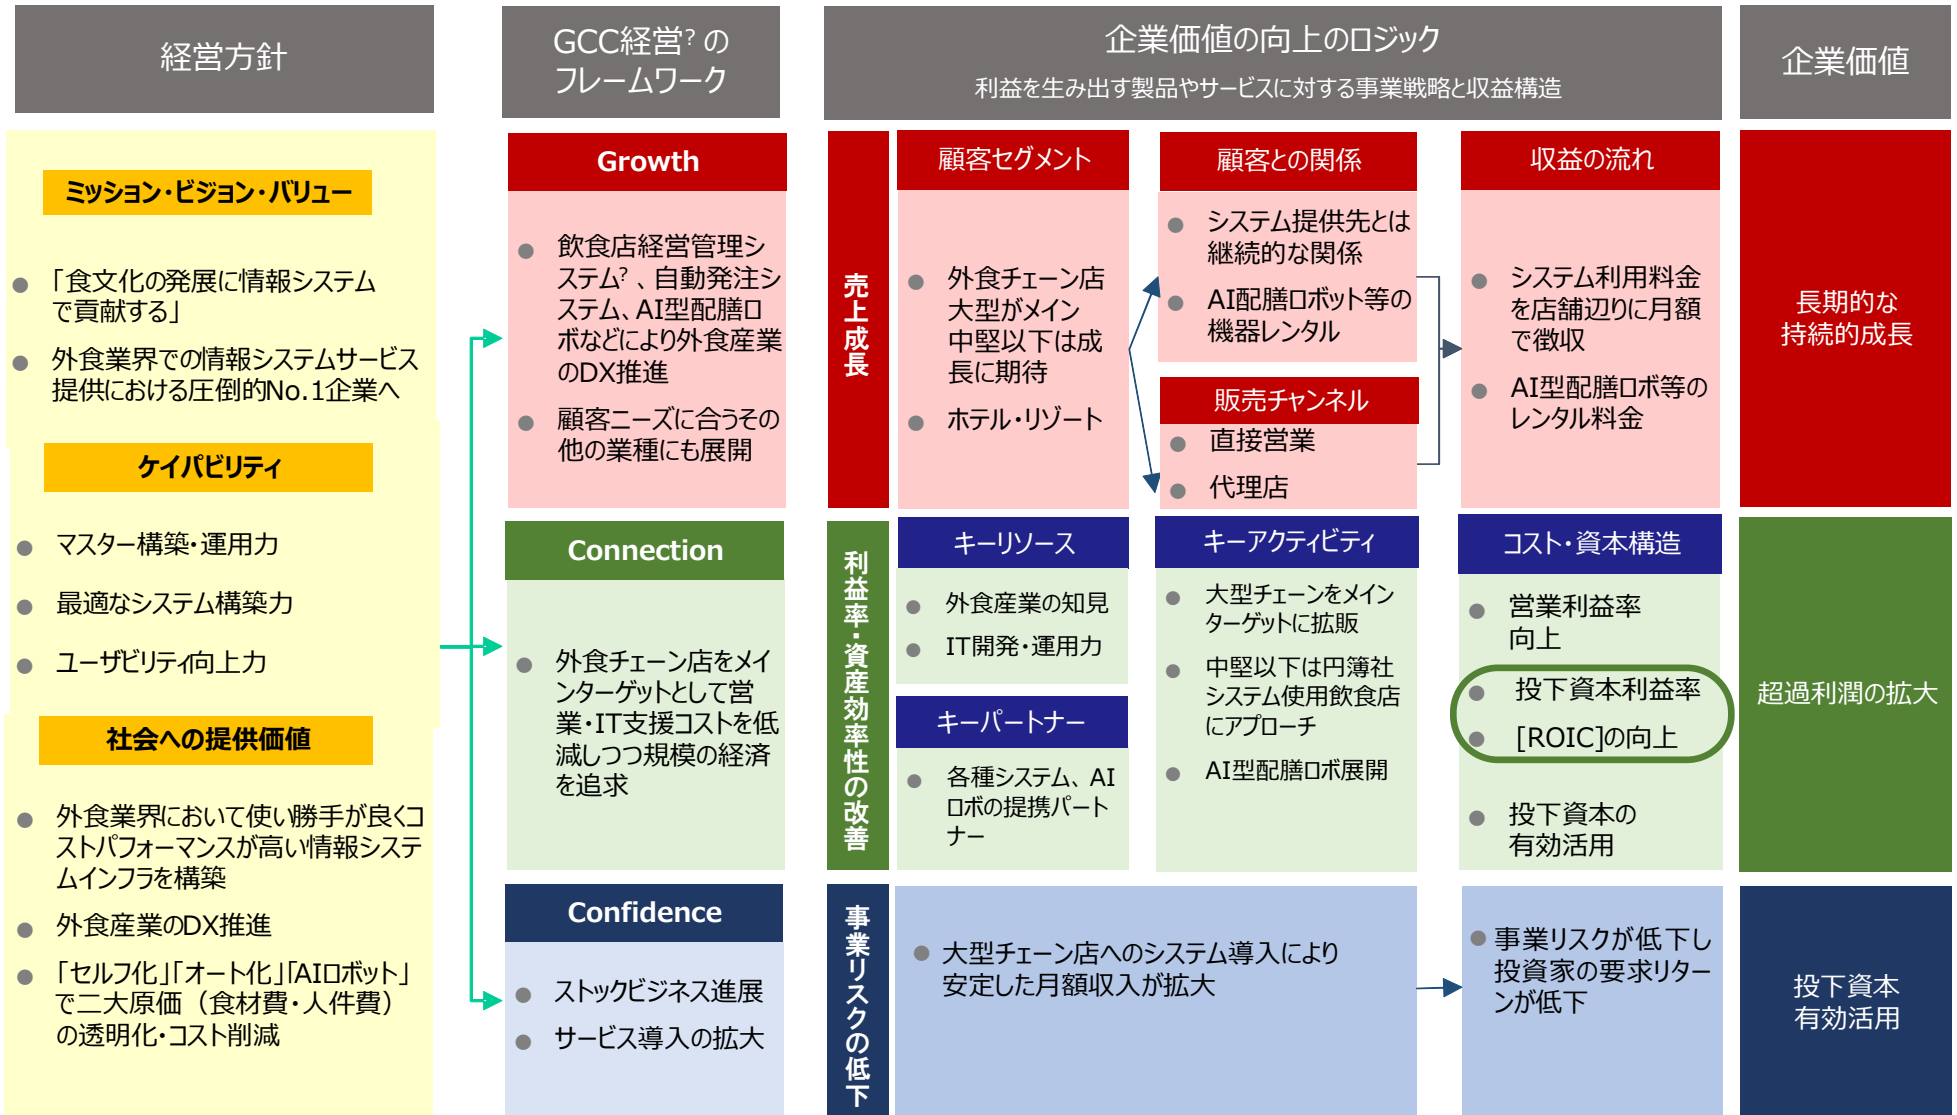 経営方針
GCC経営?の
フレームワーク
企業価値の向上のロジック
利益を生み出す製品やサービスに対する事業戦略と収益構造
企業価値
ミッション・ビジョン・バリュー
「食文化の発展に情報システム
で貢献する」
外食業界での情報システムサービス
提供における圧倒的No.1企業へ
ケイパビリティ
マスター構築・運用力
最適なシステム構築力
ユーザビリティ向上力
社会への提供価値
外食業界において使い勝手が良くコ
ストパフォーマンスが高い情報システ
ムインフラを構築
外食産業のDX推進
「セルフ化」「オート化」「AIロボット」
で二大原価（食材費・人件費）
の透明化・コスト削減
Growth
飲食店経営管理シ
ステム?、自動発注シ
ステム、AI型配膳ロ
ボなどにより外食産業
のDX推進
顧客ニーズに合うその
他の業種にも展開
Connection
外食チェーン店をメイ
ンターゲットとして営
業・IT支援コストを低
減しつつ規模の経済
を追求
Confidence
ストックビジネス進展
サービス導入の拡大
売上成長
顧客セグメント
外食チェーン店
大型がメイン
中堅以下は成
長に期待
ホテル・リゾート
顧客との関係
システム提供先とは
継続的な関係
AI配膳ロボット等の
機器レンタル
販売チャンネル
直接営業
代理店
収益の流れ
システム利用料金
を店舗辺りに月額
で徴収
AI型配膳ロボ等の
レンタル料金
長期的な
持続的成長
利益率・資産効率性の改善
キーリソース
外食産業の知見
IT開発・運用力
キーパートナー
各種システム、AI
ロボの提携パート
ナー
キーアクティビティ
大型チェーンをメイン
ターゲットに拡販
中堅以下は円簿社
システム使用飲食店
にアプローチ
AI型配膳ロボ展開
コスト・資本構造
営業利益率
向上
投下資本利益率
[ROIC]の向上
投下資本の
有効活用
超過利潤の拡大
事業リスクの低下
大型チェーン店へのシステム導入により
安定した月額収入が拡大
事業リスクが低下し
投資家の要求リター
ンが低下
投下資本
有効活用